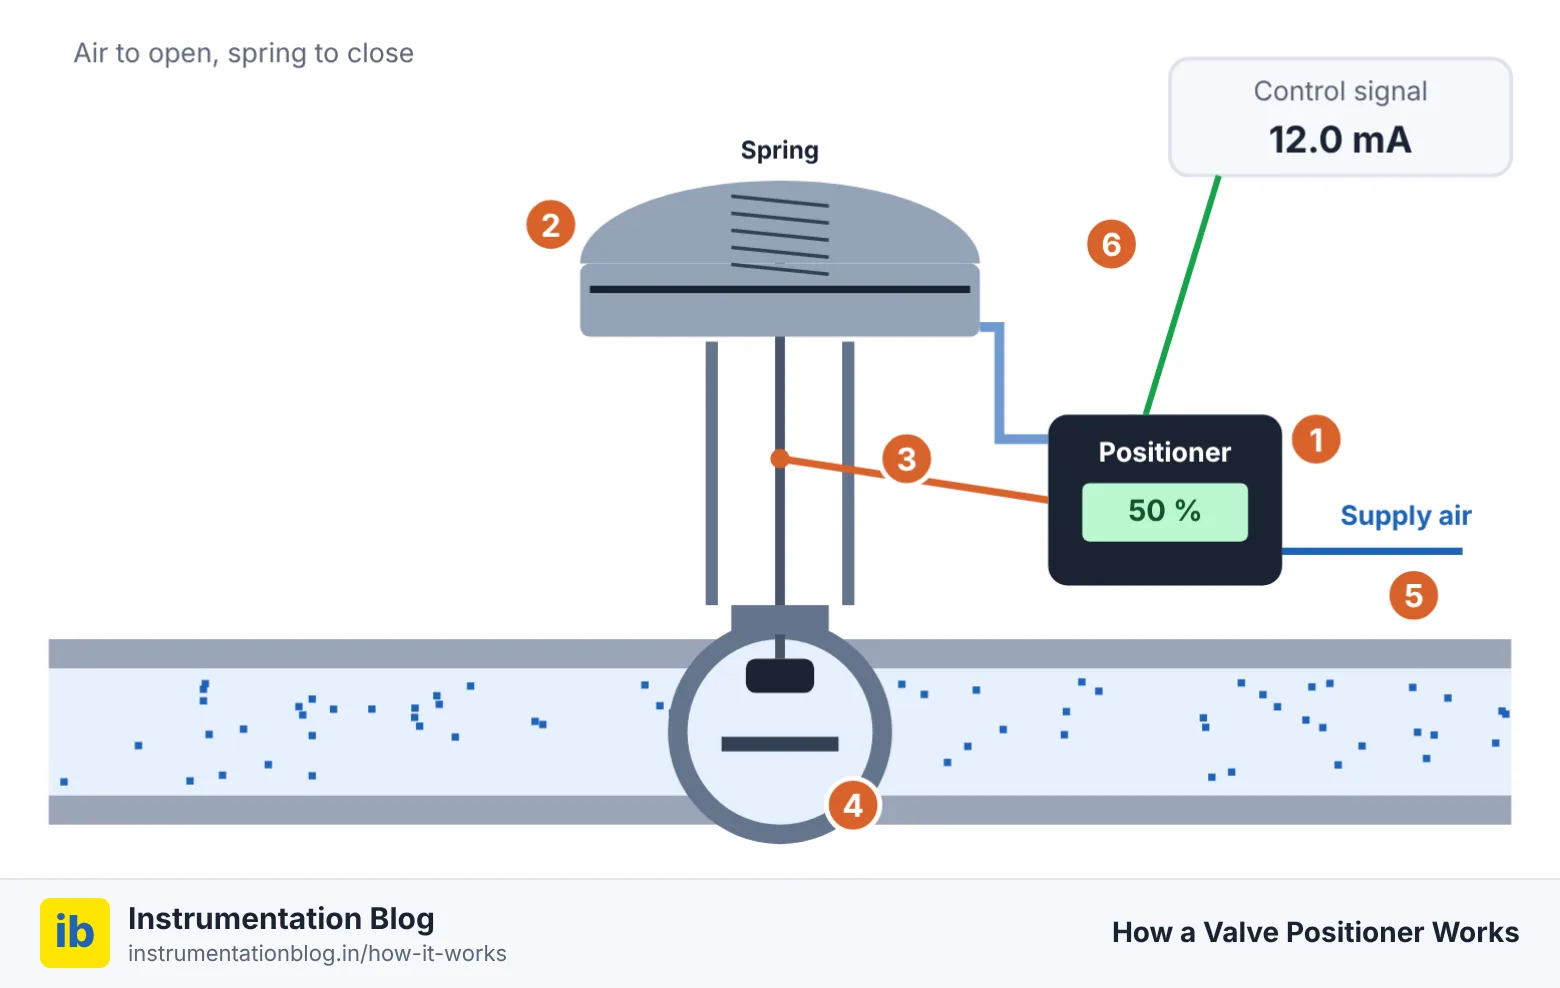 Air to open, spring to close
Control signal
12.0 mA
Spring
2
6
3
Positioner
1
50 %
Supply air
5
4
ib
Instrumentation Blog
instrumentationblog.in/how-it-works
How a Valve Positioner Works